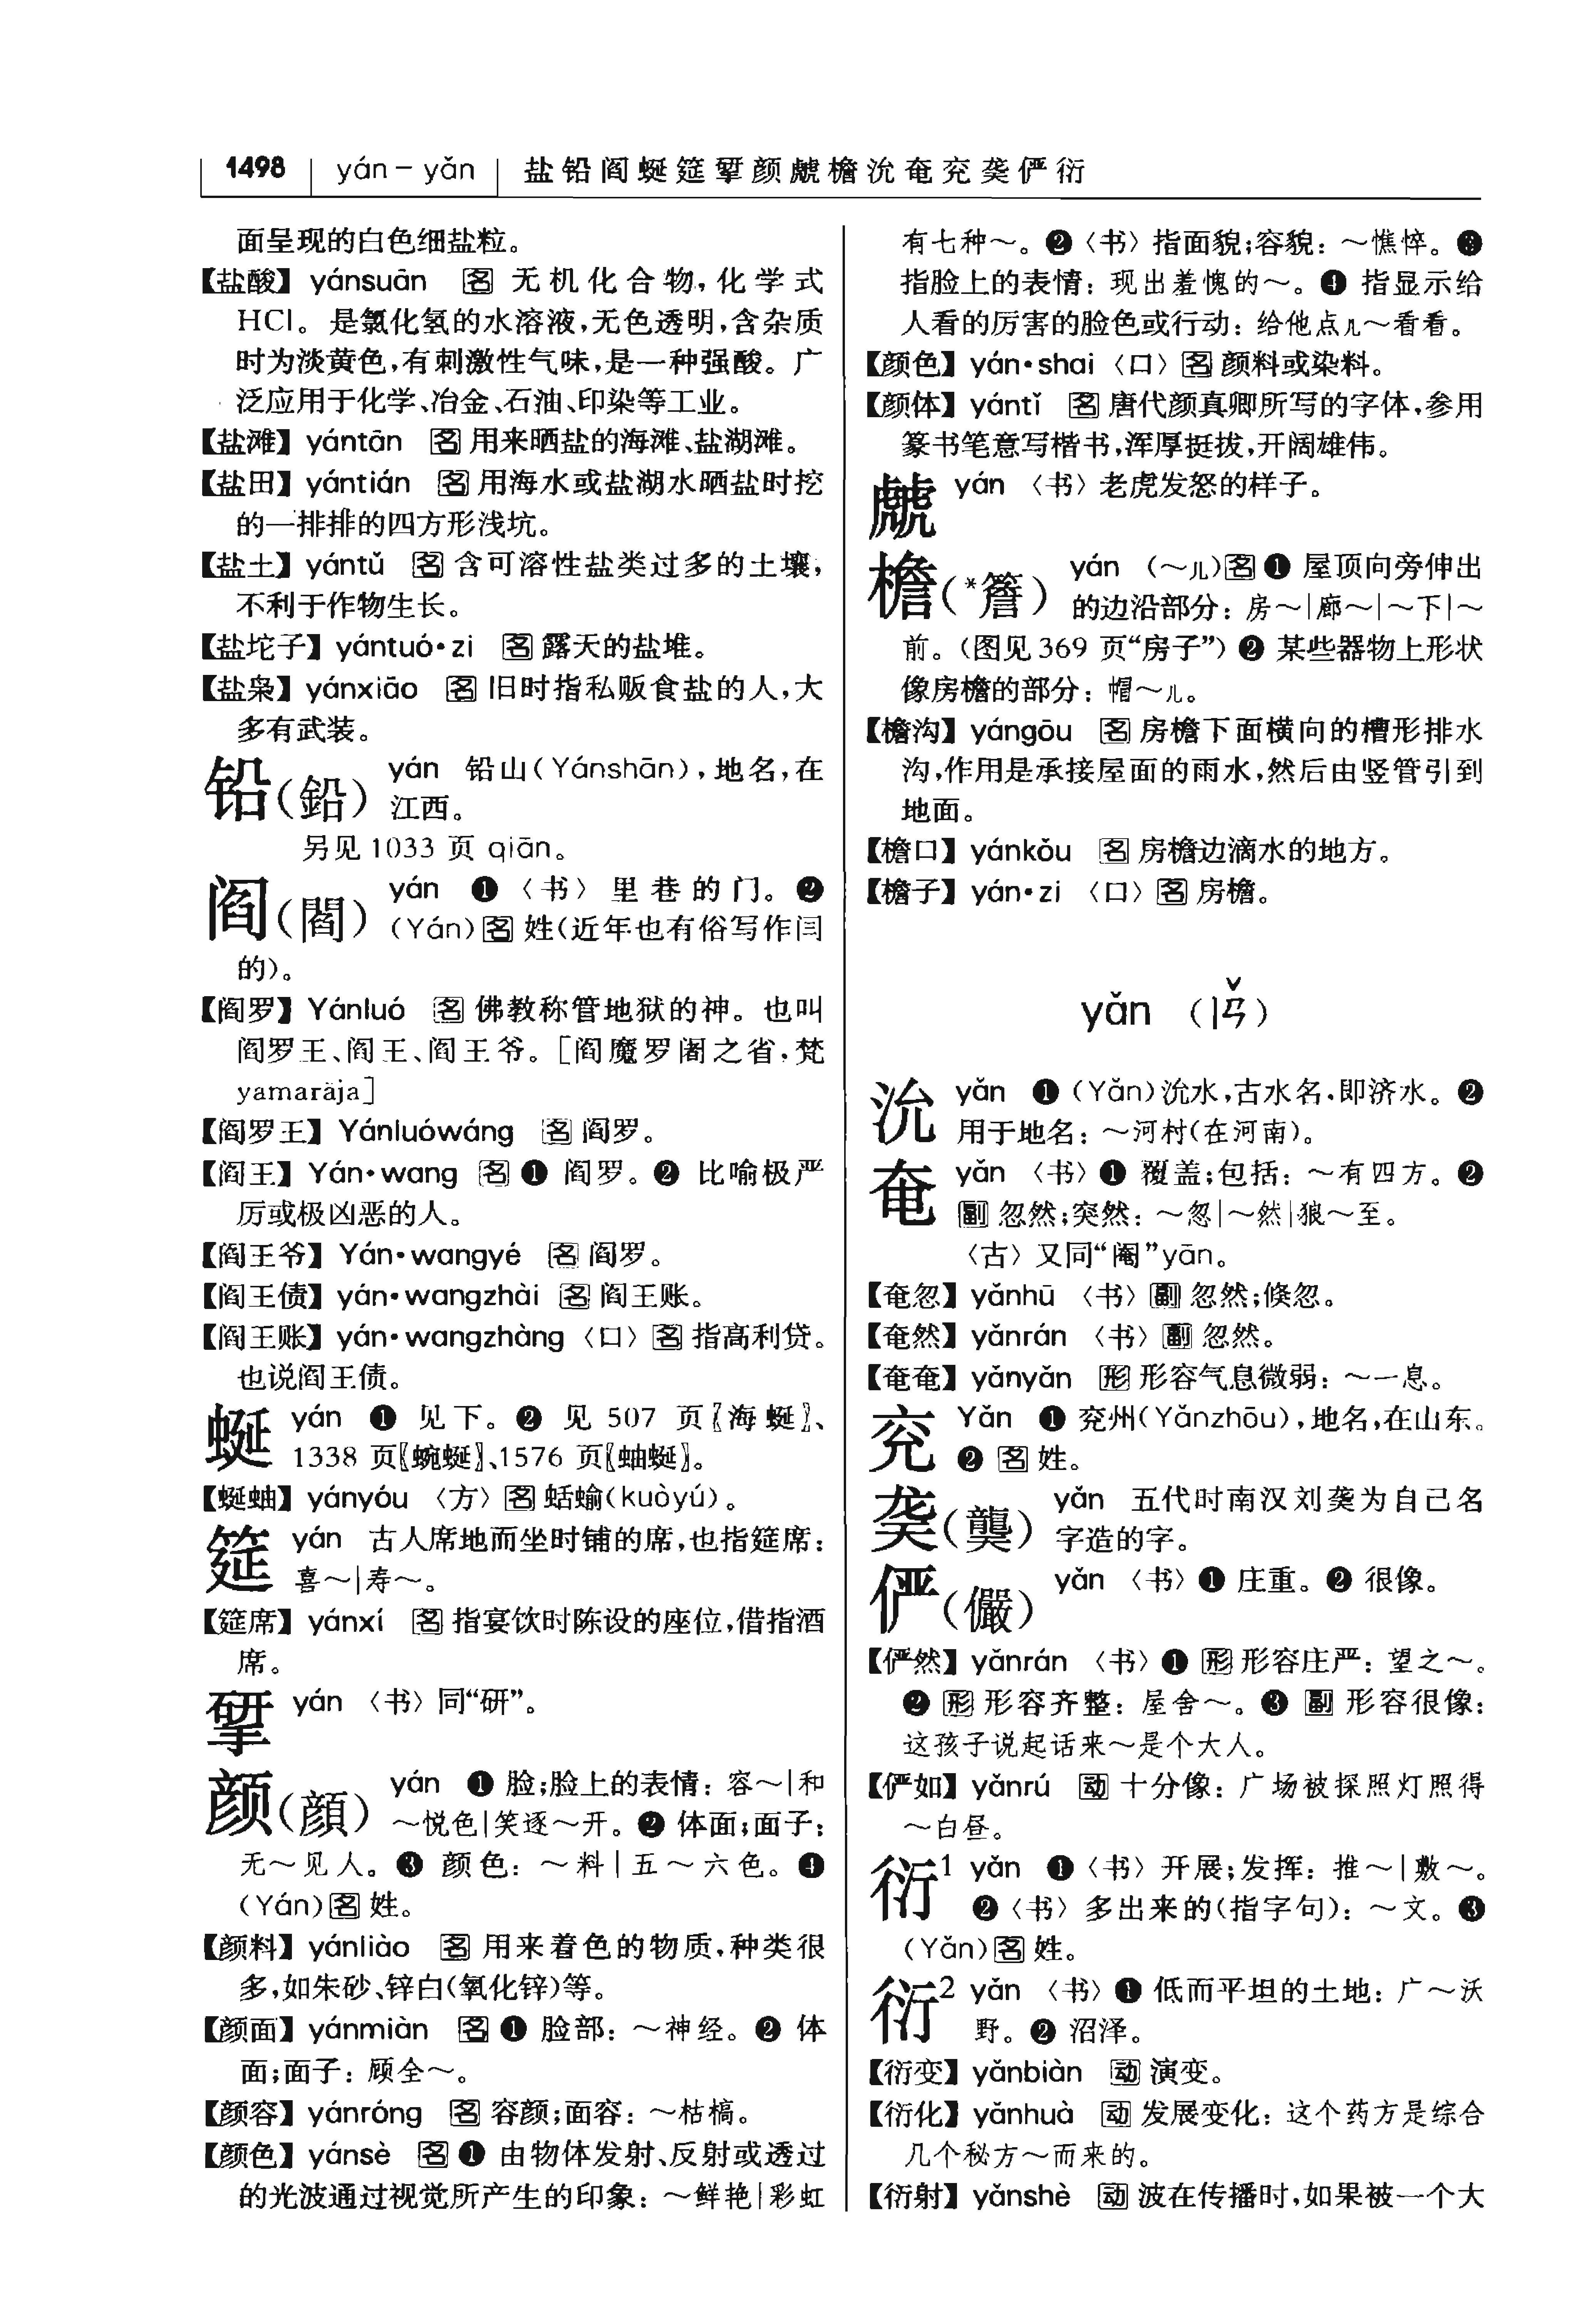 1498 yán－yǎn 盐铅阎蜒筵揅颜虤檐沇奄兖䶮俨衍
面呈现的白色细盐粒。
【盐酸】yánsuān 名 无机化合物,化学式
HCl。是氯化氢的水溶液,无色透明,含杂质
时为淡黄色,有刺激性气味,是一种强酸。广
泛应用于化学、冶金、石油、印染等工业。
【盐滩】yántān 名 用来晒盐的海滩、盐湖滩。
【盐田】yántián 名 用海水或盐湖水晒盐时挖
的一排排的四方形浅坑。
【盐土】yántǔ 名 含可溶性盐类过多的土壤,
不利于作物生长。
【盐坨子】yántuó•zi 名 露天的盐堆。
【盐枭】yánxiāo 名 旧时指私贩食盐的人,大
多有武装。
铅(鉛) yán 铅山(Yánshān),地名,在
江西。
另见1033 页 qiān。
阎(閻) yán ❶〈书〉里巷的门。❷
(Yán)名 姓(近年也有俗写作闫
的)。
【阎罗】Yánluó 名 佛教称管地狱的神。也叫
阎罗王、阎王、阎王爷。[阎魔罗阇之省,梵
yamarāja]
【阎罗王】Yánluówáng 名 阎罗。
【阎王】Yán•wang 名 ❶ 阎罗。❷ 比喻极严
厉或极凶恶的人。
【阎王爷】Yán•wangyé 名 阎罗。
【阎王债】yán•wangzhài 名 阎王账。
【阎王账】yán•wangzhàng〈口〉名 指高利贷。
也说阎王债。
蜒 yán ❶ 见下。❷ 见 507 页〖海蜒〗、
1338 页〖蜿蜒〗、1576 页〖蚰蜒〗。
【蜒蚰】yányóu〈方〉名 蛞蝓(kuòyú)。
筵 yán 古人席地而坐时铺的席,也指筵席：
喜～|寿～。
【筵席】yánxí 名 指宴饮时陈设的座位,借指酒
席。
揅 yán〈书〉同“研”。
颜(顔) yán ❶ 脸;脸上的表情：容～|和
～悦色|笑逐～开。❷ 体面;面子：
无～见人。❸ 颜色：～料|五～六色。❹
(Yán)名 姓。
【颜料】yánliào 名 用来着色的物质,种类很
多,如朱砂、锌白(氧化锌)等。
【颜面】yánmiàn 名 ❶ 脸部：～神经。❷ 体
面;面子：顾全～。
【颜容】yánróng 名 容颜;面容：～枯槁。
【颜色】yánsè 名 ❶ 由物体发射、反射或透过
的光波通过视觉所产生的印象：～鲜艳|彩虹
有七种～。❷〈书〉指面貌;容貌：～憔悴。❸
指脸上的表情：现出羞愧的～。❹ 指显示给
人看的厉害的脸色或行动：给他点儿～看看。
【颜色】yán•shai〈口〉名 颜料或染料。
【颜体】yántǐ 名 唐代颜真卿所写的字体,参用
篆书笔意写楷书,浑厚挺拔,开阔雄伟。
虤 yán〈书〉老虎发怒的样子。
檐(*簷) yán (～儿)名 ❶ 屋顶向旁伸出
的边沿部分：房～|廊～|～下|～
前。(图见 369 页“房子”) ❷ 某些器物上形状
像房檐的部分：帽～儿。
【檐沟】yángōu 名 房檐下面横向的槽形排水
沟,作用是承接屋面的雨水,然后由竖管引到
地面。
【檐口】yánkǒu 名 房檐边滴水的地方。
【檐子】yán•zi〈口〉名 房檐。
yǎn (ㄧㄢˇ)
沇 yǎn ❶ (Yǎn)沇水,古水名,即济水。❷
用于地名：～河村(在河南)。
奄 yǎn〈书〉❶ 覆盖;包括：～有四方。❷
副 忽然;突然：～忽|～然|狼～至。
〈古〉又同“阉”yān。
【奄忽】yǎnhū〈书〉副 忽然;倏忽。
【奄然】yǎnrán〈书〉副 忽然。
【奄奄】yǎnyǎn 形 形容气息微弱：～一息。
兖 Yǎn ❶ 兖州(Yǎnzhōu),地名,在山东。
❷ 名 姓。
䶮(龑) yǎn 五代时南汉刘䶮为自己名
字造的字。
俨(儼) yǎn〈书〉❶ 庄重。❷ 很像。
【俨然】yǎnrán〈书〉❶ 形 形容庄严：望之～。
❷ 形 形容齐整：屋舍～。❸ 副 形容很像：
这孩子说起话来～是个大人。
【俨如】yǎnrú 动 十分像：广场被探照灯照得
～白昼。
衍1 yǎn ❶〈书〉开展;发挥：推～|敷～。
❷〈书〉多出来的(指字句)：～文。❸
(Yǎn)名 姓。
衍2 yǎn〈书〉❶ 低而平坦的土地：广～沃
野。❷ 沼泽。
【衍变】yǎnbiàn 动 演变。
【衍化】yǎnhuà 动 发展变化：这个药方是综合
几个秘方～而来的。
【衍射】yǎnshè 动 波在传播时,如果被一个大